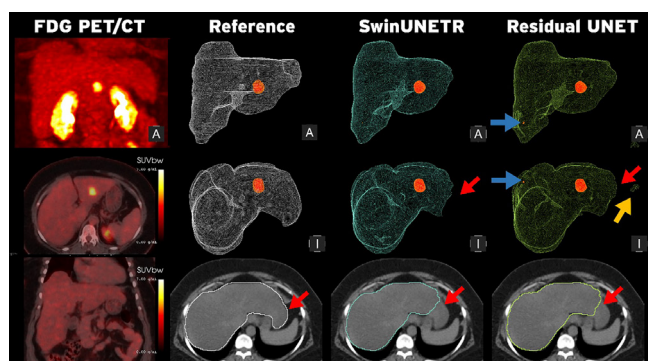 FDG PET/CT Reference SwinUNETR Residual UNET
A A A A
SUVbw
I I I
SUVbw